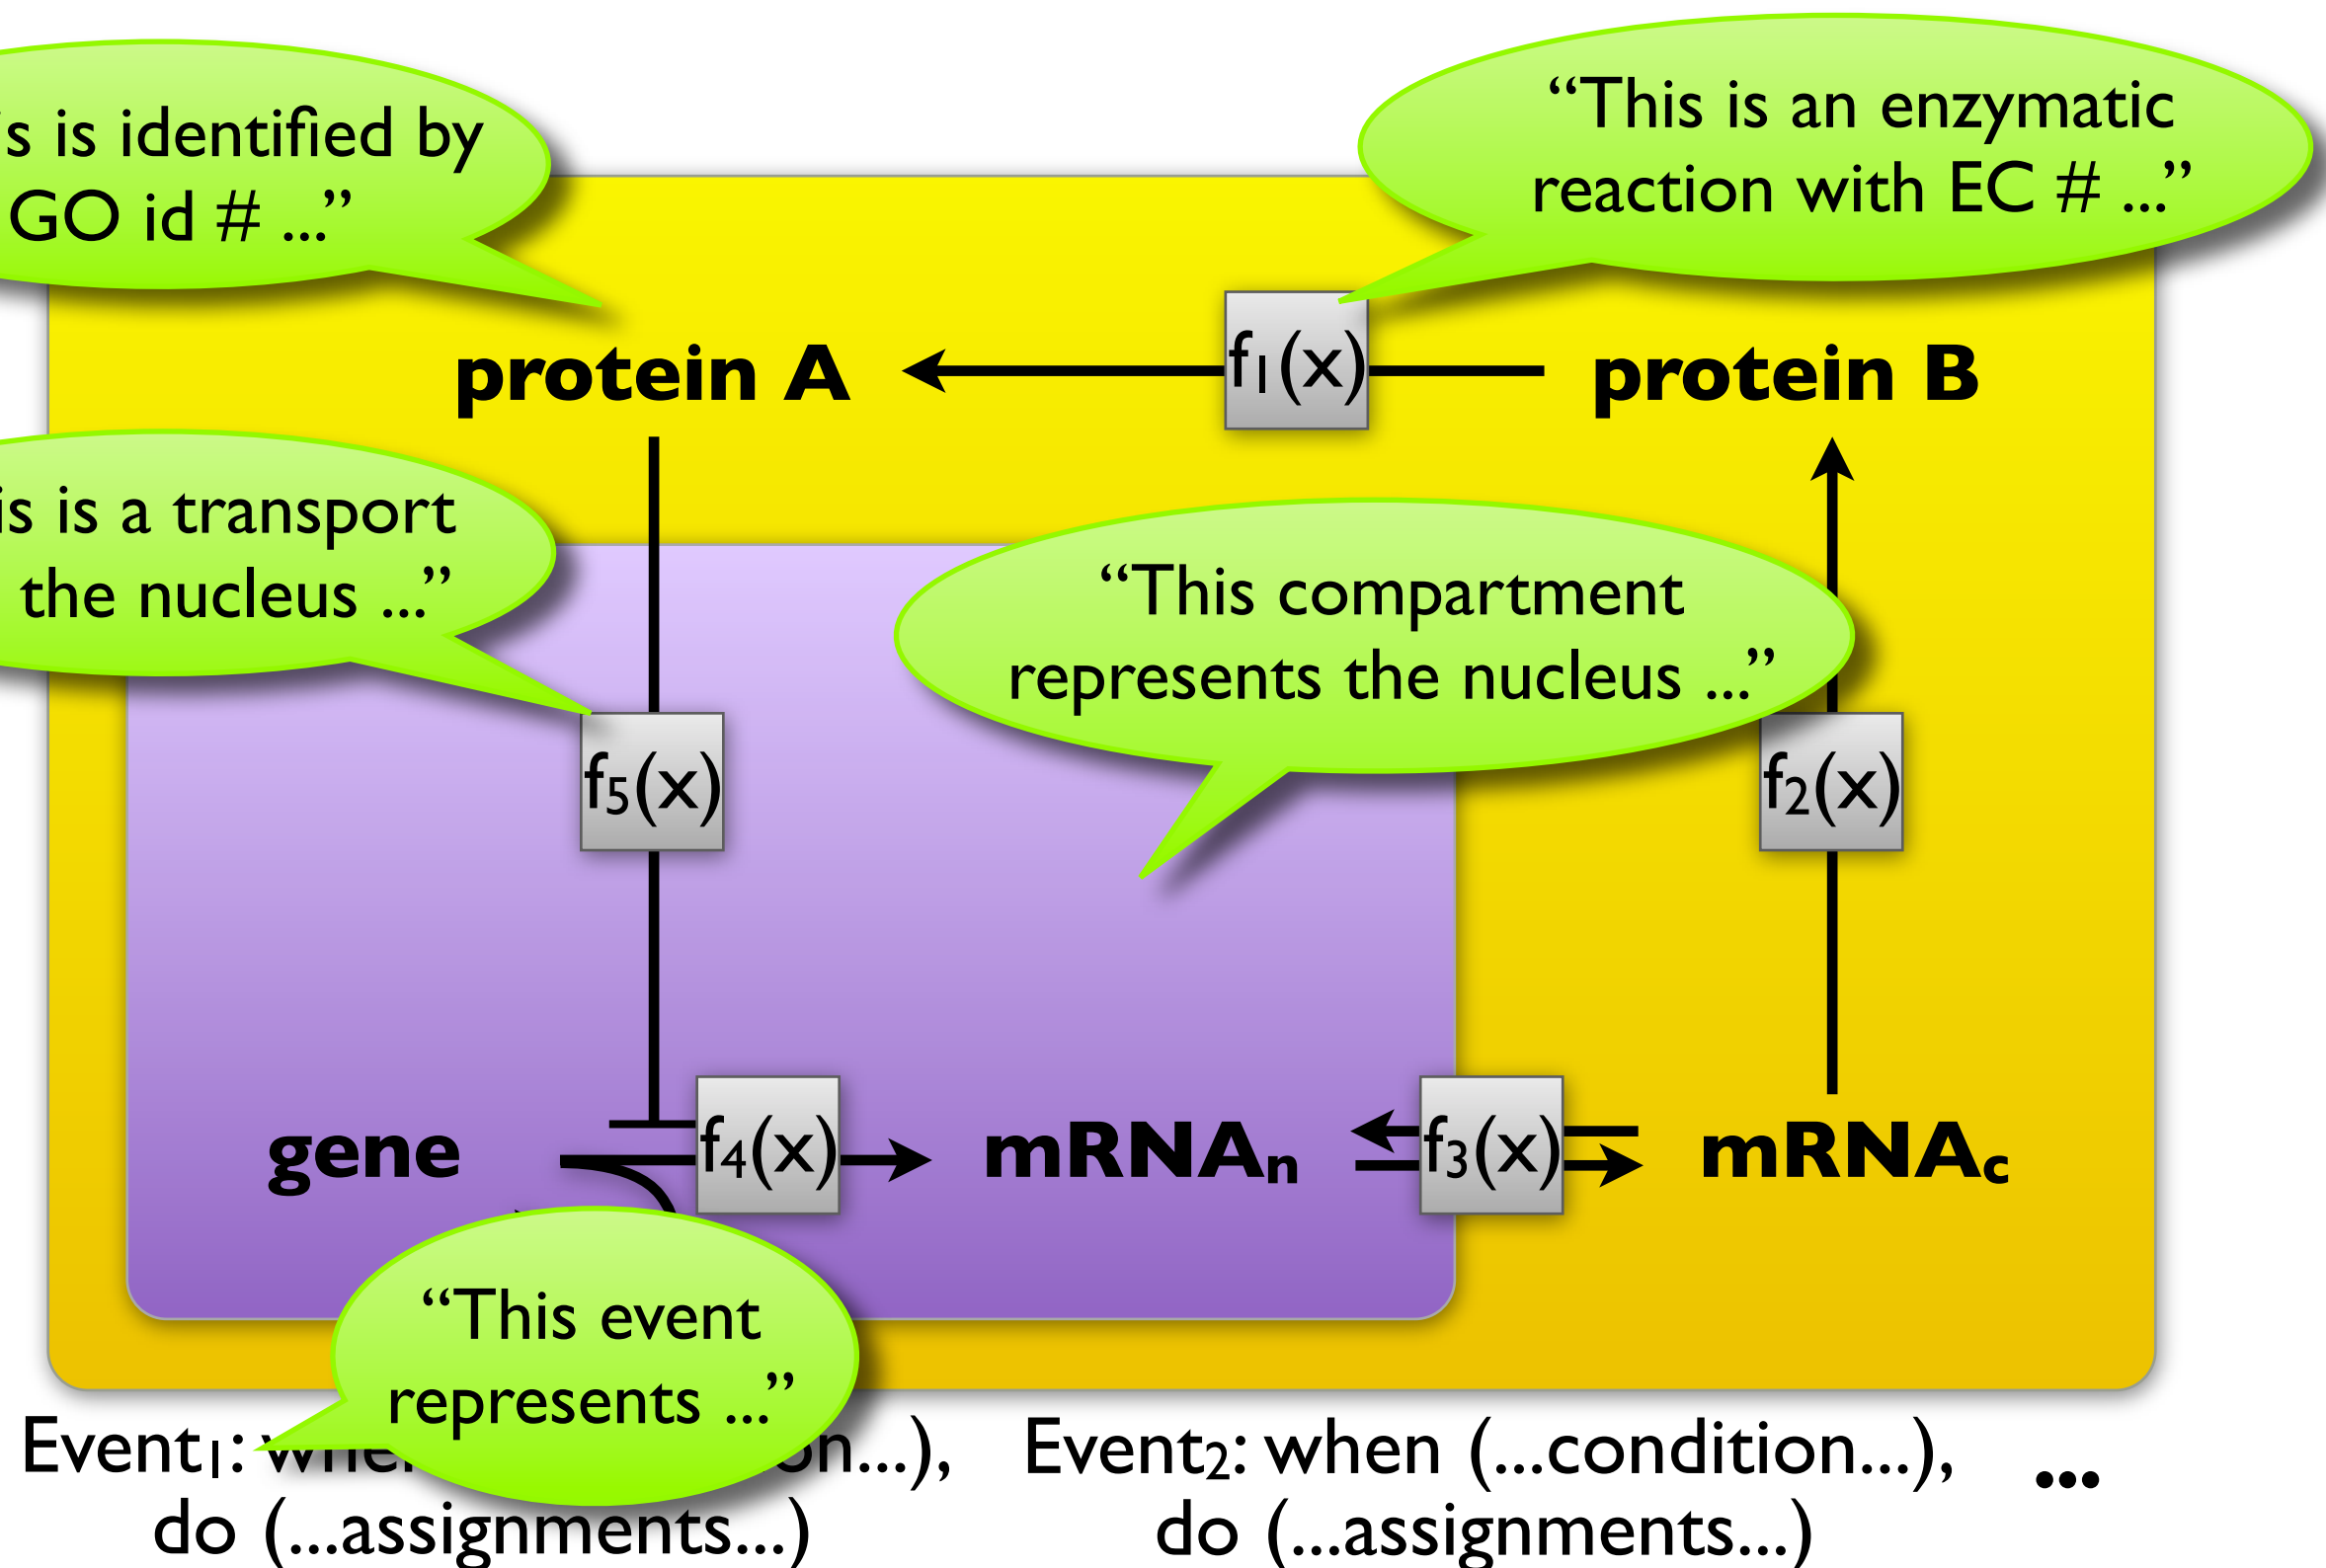 s is identified by
GO id # ...”
“This is an enzymatic
reaction with EC # ...”
protein A
f1(x)
protein B
is is a transport
the nucleus ...”
“This compartment
represents the nucleus ...”
f5(x)
f2(x)
gene
f4(x)
mRNAn
f3(x)
mRNAc
“This event
represents ...”
Event1: when on...),
do (...assignments...)
Event2: when (...condition...),
do (...assignments...)
...